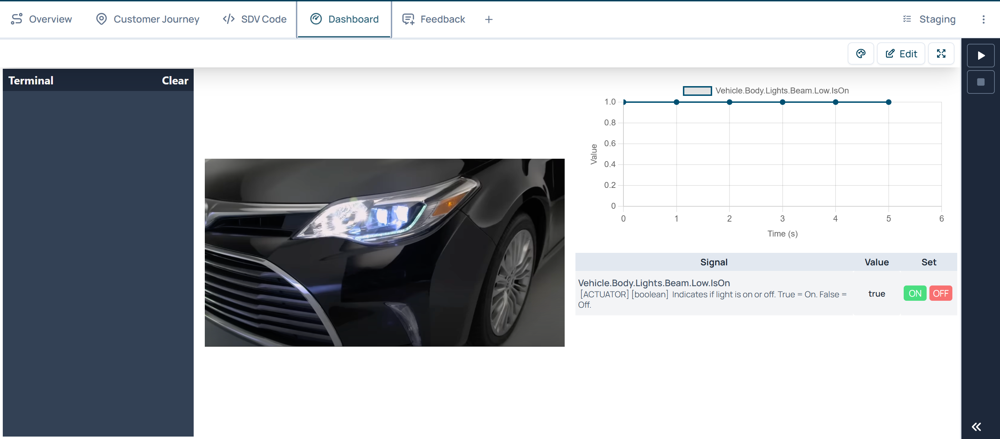 Overview
Customer Journey
SDV Code
Dashboard
Feedback
Staging
Edit
Terminal
Clear
Vehicle.Body.Lights.Beam.Low.IsOn
1.0
0.8
0.6
0.4
0.2
0
Value
0 1 2 3 4 5 6
Time (s)
Signal Value Set
Vehicle.Body.Lights.Beam.Low.IsOn
[ACTUATOR] [boolean] Indicates if light is on or off. True = On. False =
Off.
true
ON OFF